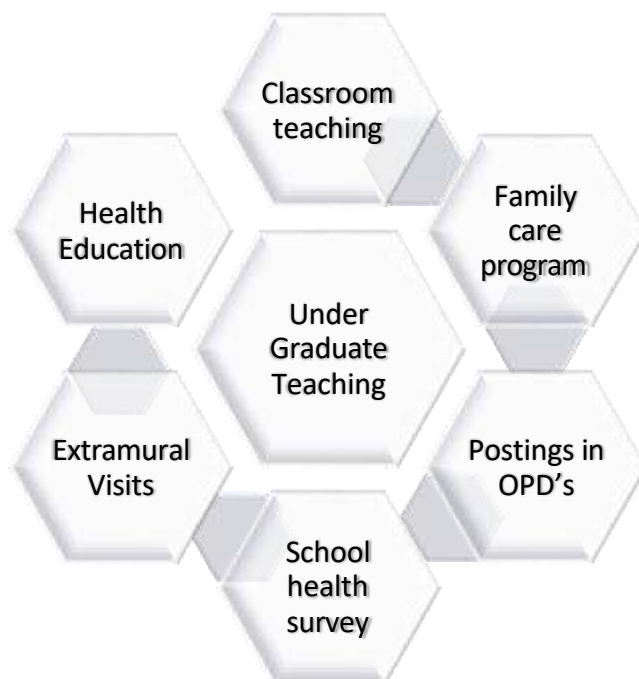 Classroom
teaching
Family
care
program
Postings in
OPD's
School
health
survey
Extramural
Visits
Health
Education
Under
Graduate
Teaching